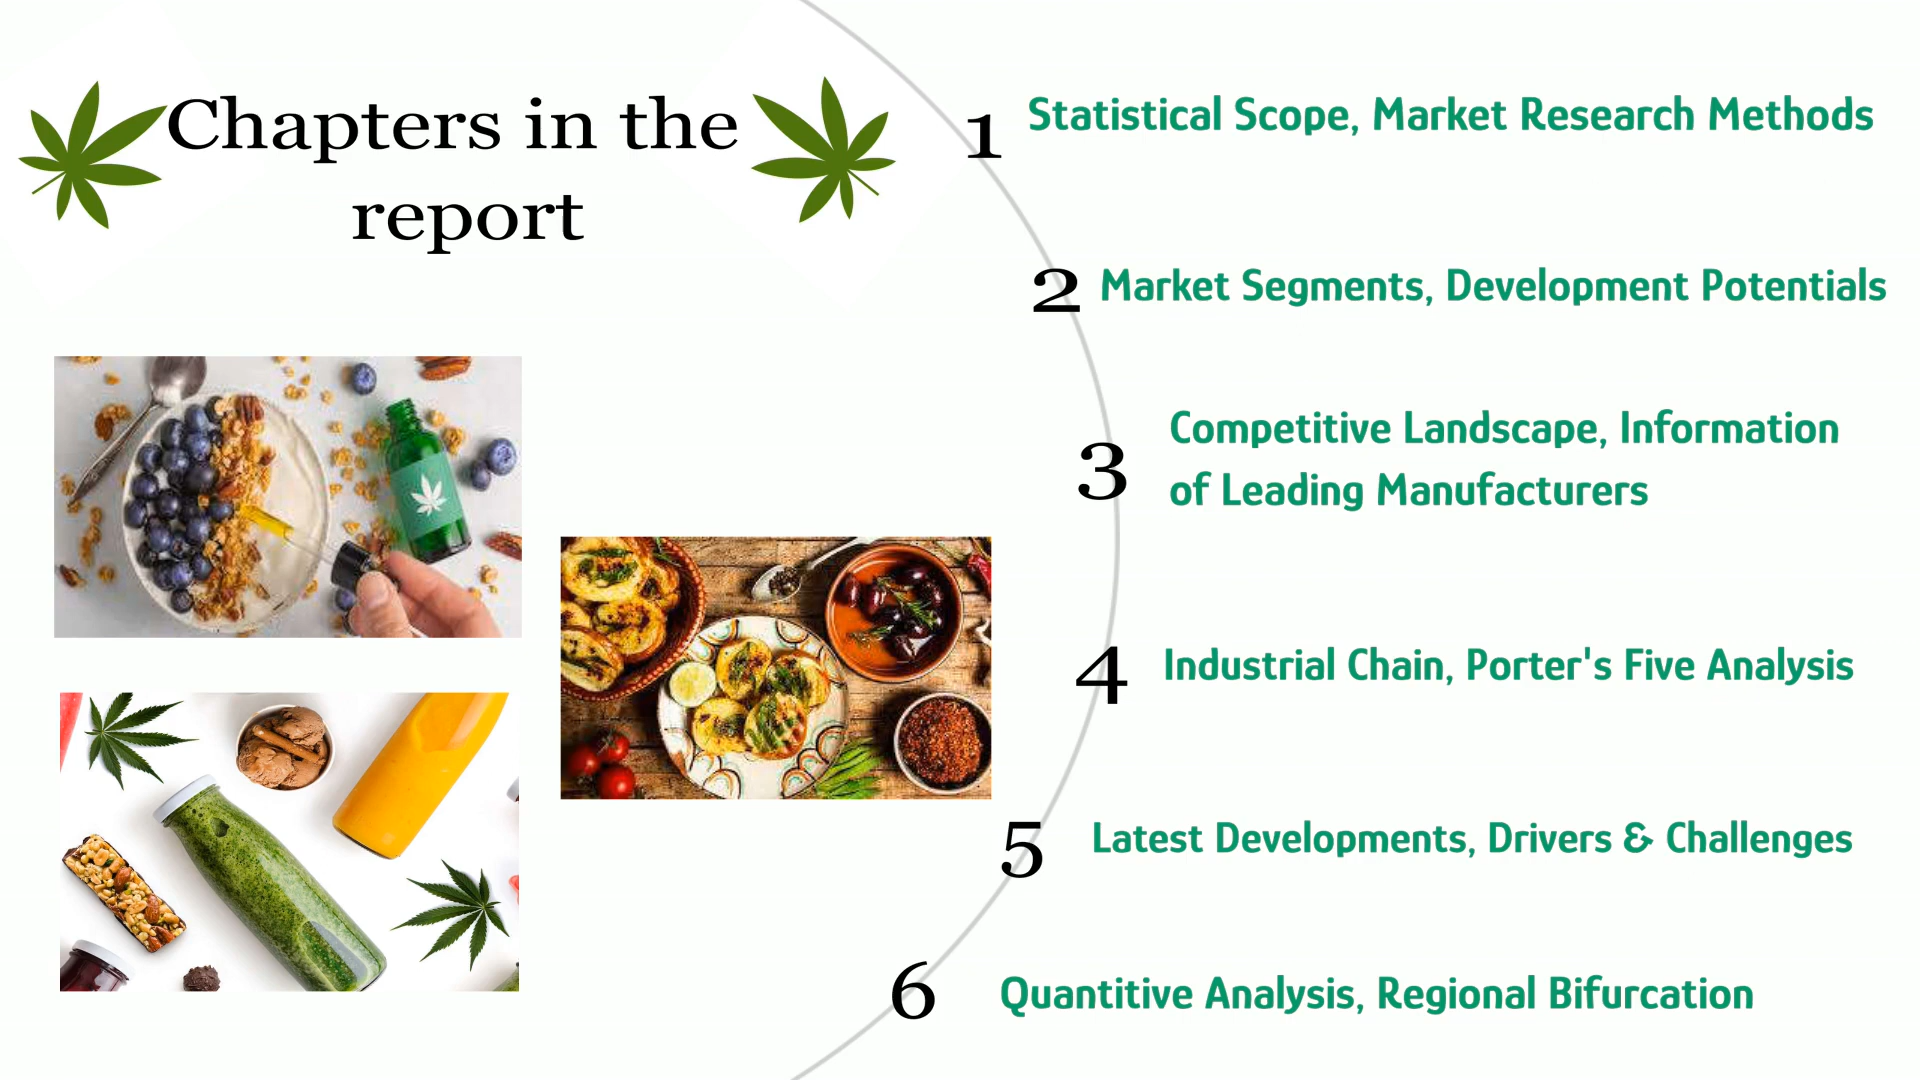 Chapters in the
report
1
Statistical Scope, Market Research Methods
2
Market Segments, Development Potentials
3
Competitive Landscape, Information
of Leading Manufacturers
4
Industrial Chain, Porter's Five Analysis
5
Latest Developments, Drivers & Challenges
6
Quantitive Analysis, Regional Bifurcation